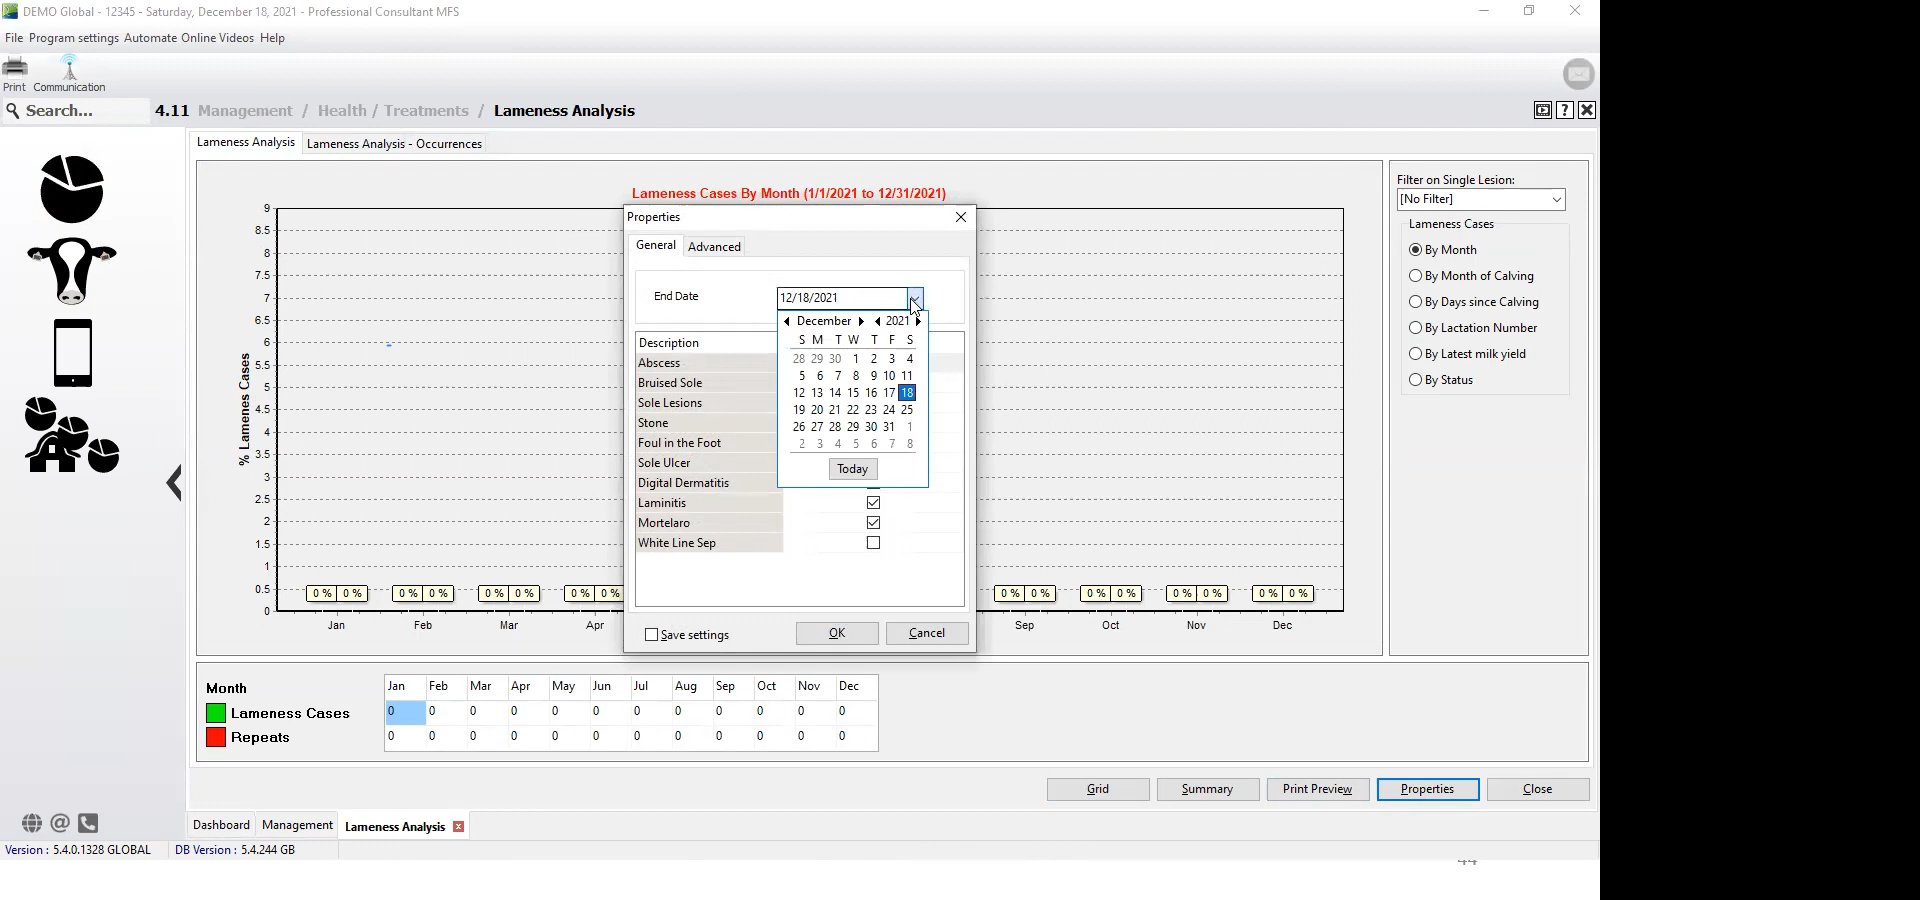 DEMO Global - 12345 - Saturday, December 18, 2021 - Professional Consultant MFS
File Program settings Automate Online Videos Help
Print Communication
Search... 4.11 Management / Health / Treatments / Lameness Analysis
Lameness Analysis Lameness Analysis - Occurrences
Lameness Cases By Month (1/1/2021 to 12/31/2021)
% Lamenes Cases
9
8.5
8
7.5
7
6.5
6
5.5
5
4.5
4
3.5
3
2.5
2
1.5
1
0.5
0
0 % 0 % 0 % 0 % 0 % 0 % 0 % 0 % 0 % 0 % 0 % 0 % 0 % 0 % 0 % 0 %
Jan Feb Mar Apr Sep Oct Nov Dec
Properties
General Advanced
End Date 12/18/2021
December 2021
S M T W T F S
28 29 30 1 2 3 4
5 6 7 8 9 10 11
12 13 14 15 16 17 18
19 20 21 22 23 24 25
26 27 28 29 30 31 1
2 3 4 5 6 7 8
Today
Description
Abscess
Bruised Sole
Sole Lesions
Stone
Foul in the Foot
Sole Ulcer
Digital Dermatitis
Laminitis
Mortelaro
White Line Sep
Save settings OK Cancel
Filter on Single Lesion:
[No Filter]
Lameness Cases
By Month
By Month of Calving
By Days since Calving
By Lactation Number
By Latest milk yield
By Status
Month Jan Feb Mar Apr May Jun Jul Aug Sep Oct Nov Dec
Lameness Cases 0 0 0 0 0 0 0 0 0 0 0 0
Repeats 0 0 0 0 0 0 0 0 0 0 0 0
Grid Summary Print Preview Properties Close
Dashboard Management Lameness Analysis
Version : 5.4.0.1328 GLOBAL DB Version : 5.4.244 GB